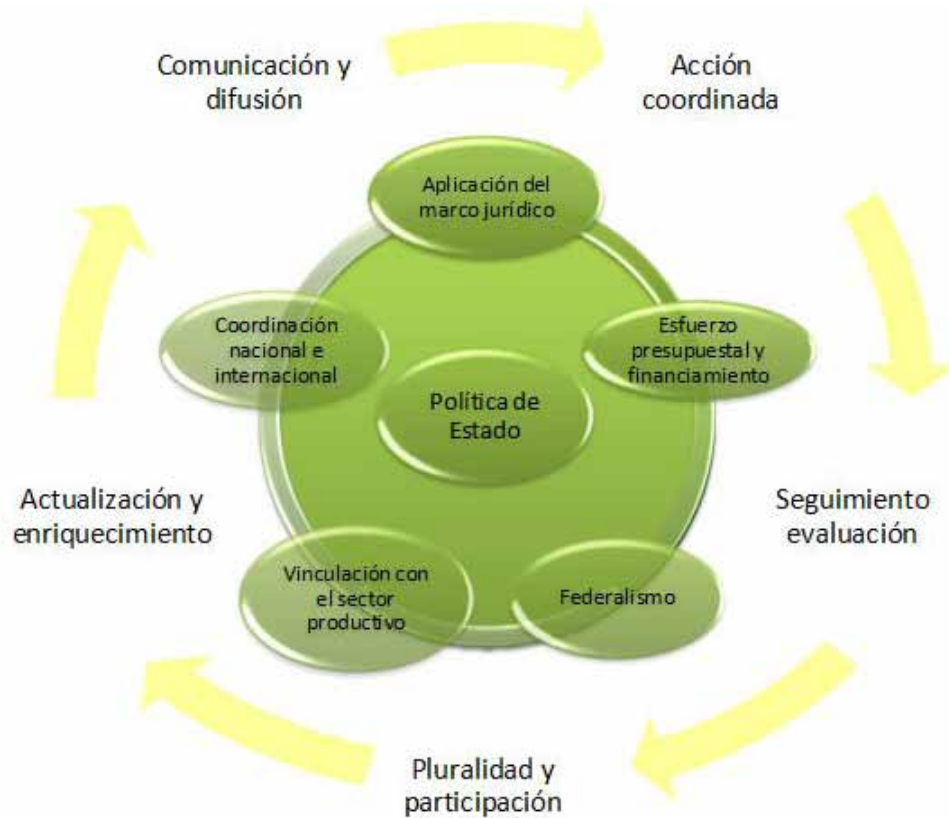 Comunicación y
difusión
Acción
coordinada
Aplicación del
marco jurídico
Coordinación
nacional e
internacional
Esfuerzo
presupuestal y
financiamiento
Política de
Estado
Actualización y
enriquecimiento
Seguimiento
evaluación
Vinculación con
el sector
productivo
Federalismo
Pluralidad y
participación